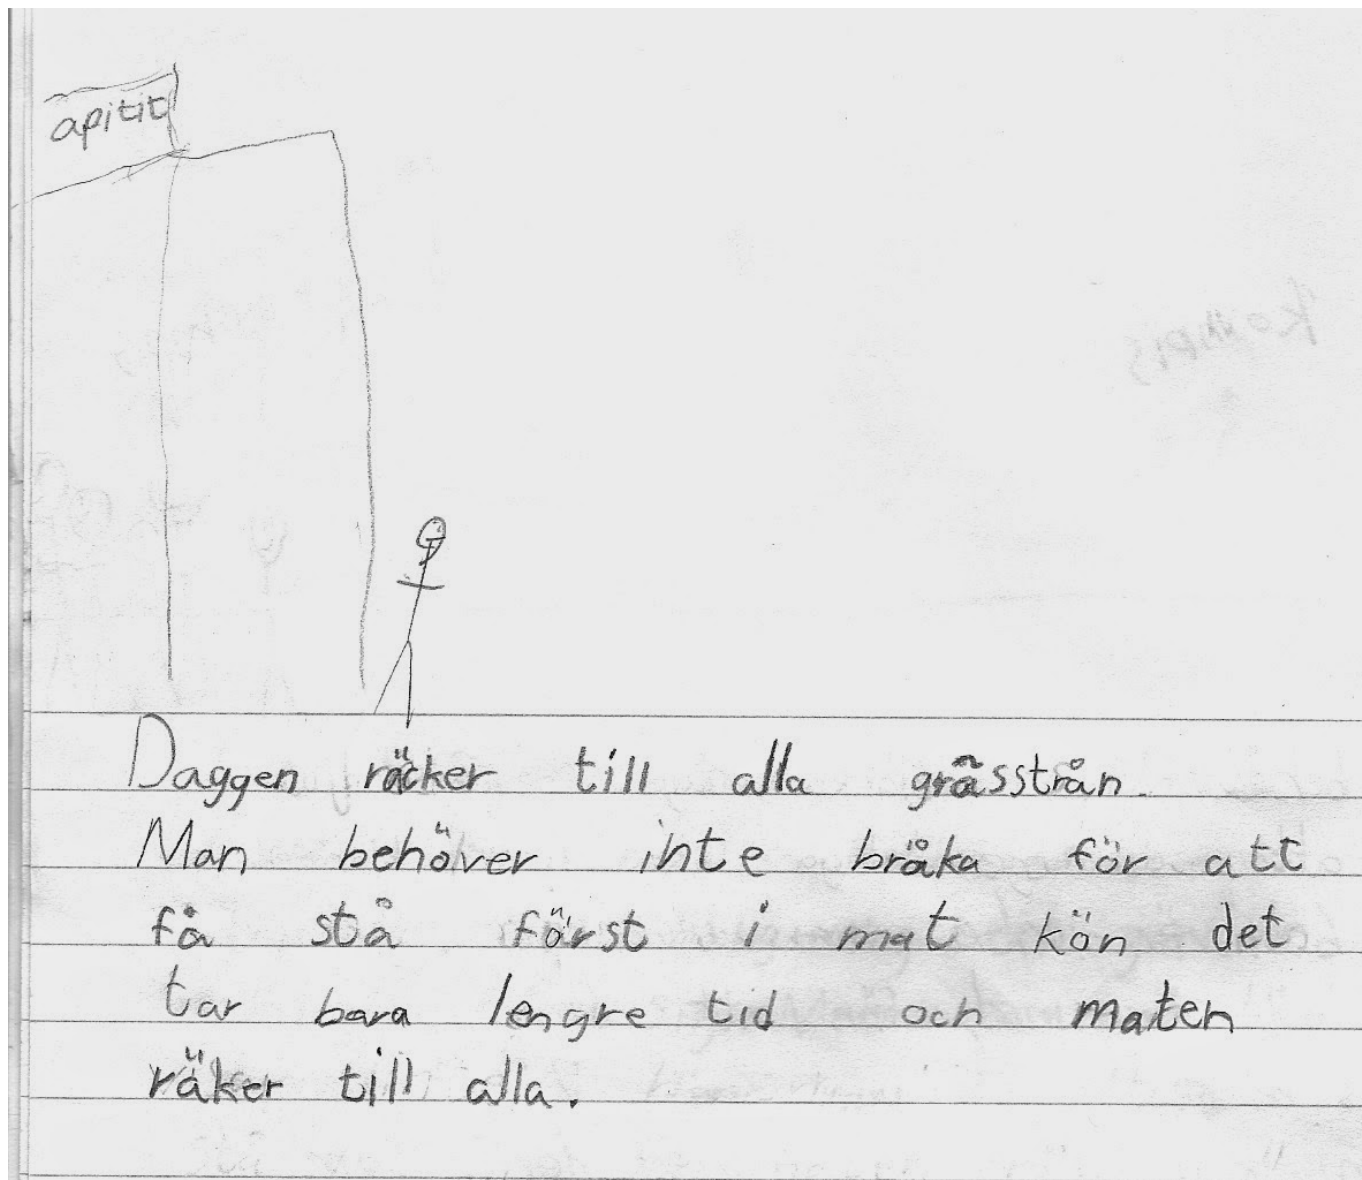 apitit
Daggen räcker till alla grässtrån.
Man behöver inte bråka för att
få stå först i mat kön det
tar bara lengre tid och maten
räker till alla.